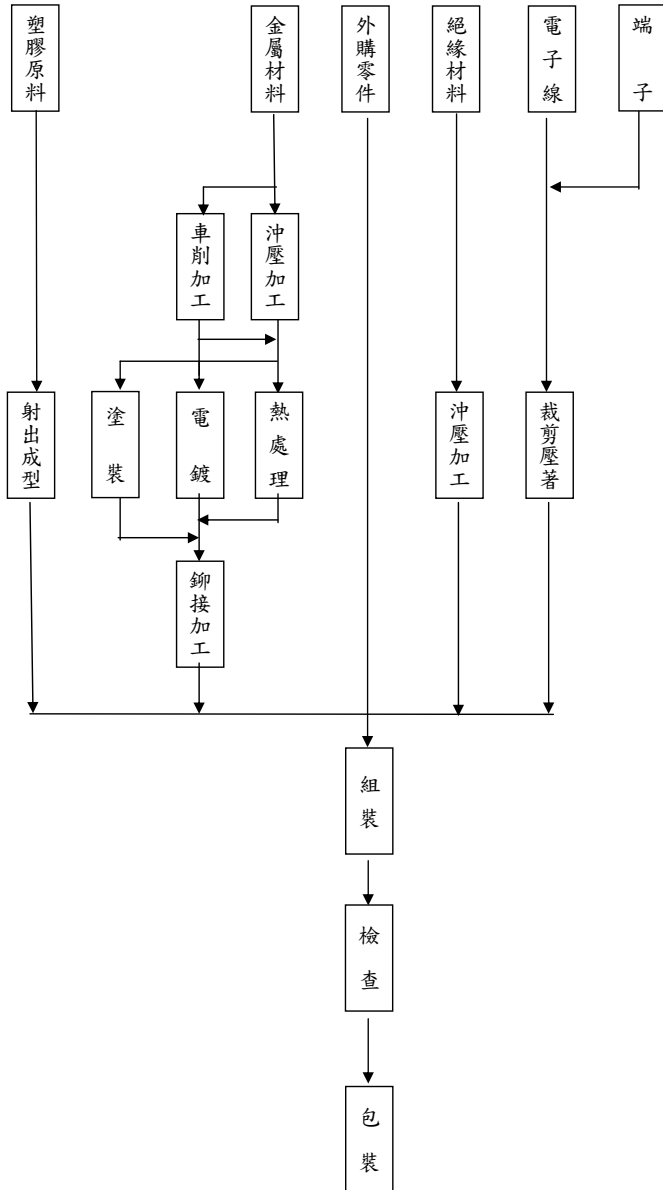 塑膠原料
金屬材料
外購零件
絕緣材料
電子線
端子
車削加工
沖壓加工
射出成型
塗裝
電鍍
熱處理
沖壓加工
裁剪壓著
鉚接加工
組裝
檢查
包裝